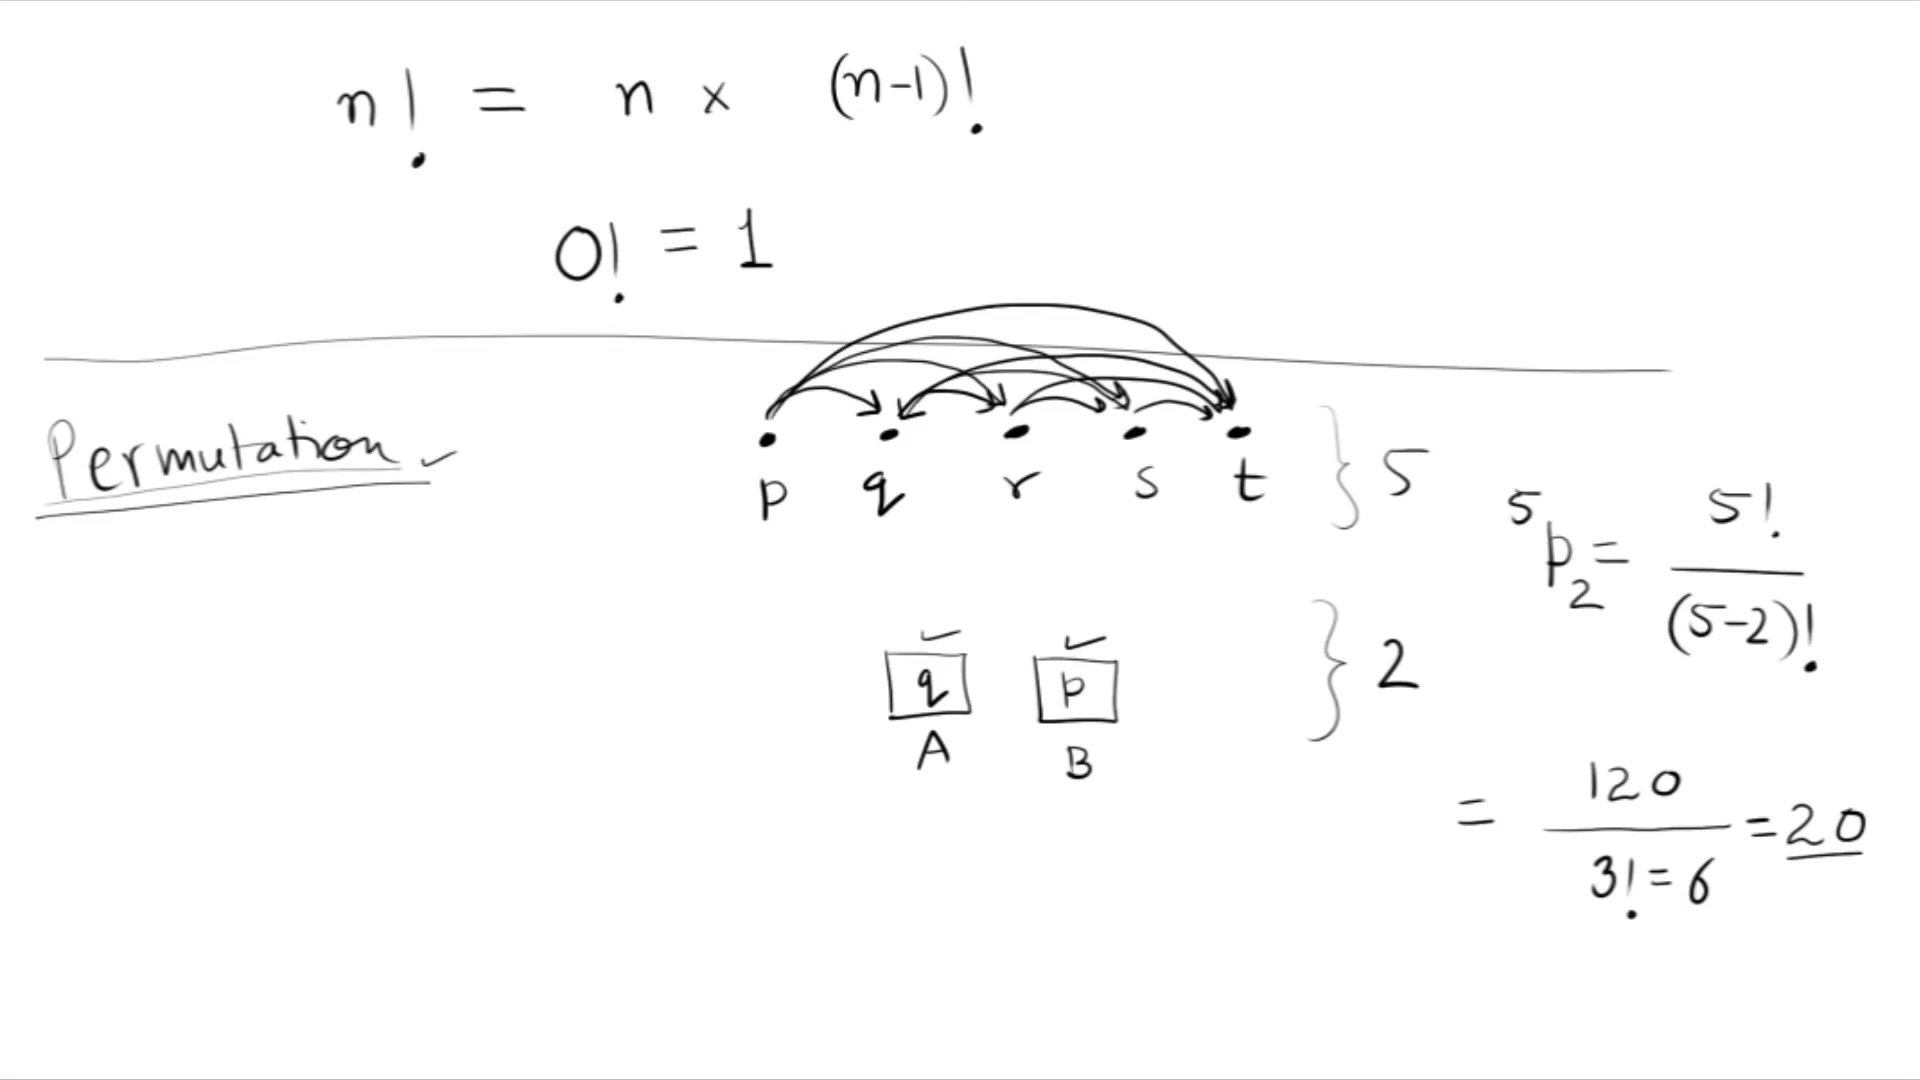 n! = n × (n-1)!
0! = 1
Permutation
p q r s t } 5
⁵P₂ = 5! / (5-2)!
q p } 2
A B
= 120 / 3! = 6 = 20